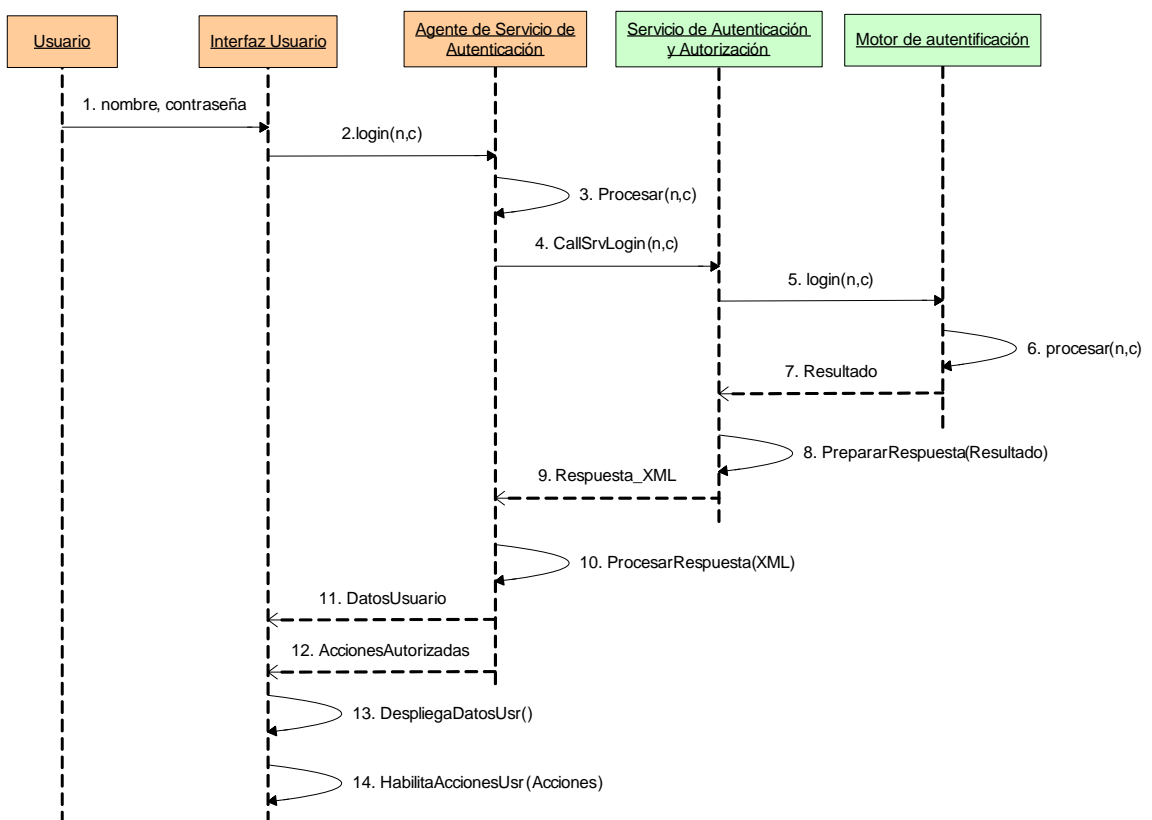 Usuario
Interfaz Usuario
Agente de Servicio de
Autenticación
Servicio de Autenticación
y Autorización
Motor de autentificación
1. nombre, contraseña
2.login(n,c)
3. Procesar(n,c)
4. CallSrvLogin(n,c)
5. login(n,c)
6. procesar(n,c)
7. Resultado
8. PrepararRespuesta(Resultado)
9. Respuesta_XML
10. ProcesarRespuesta(XML)
11. DatosUsuario
12. AccionesAutorizadas
13. DespliegaDatosUsr()
14. HabilitaAccionesUsr(Acciones)